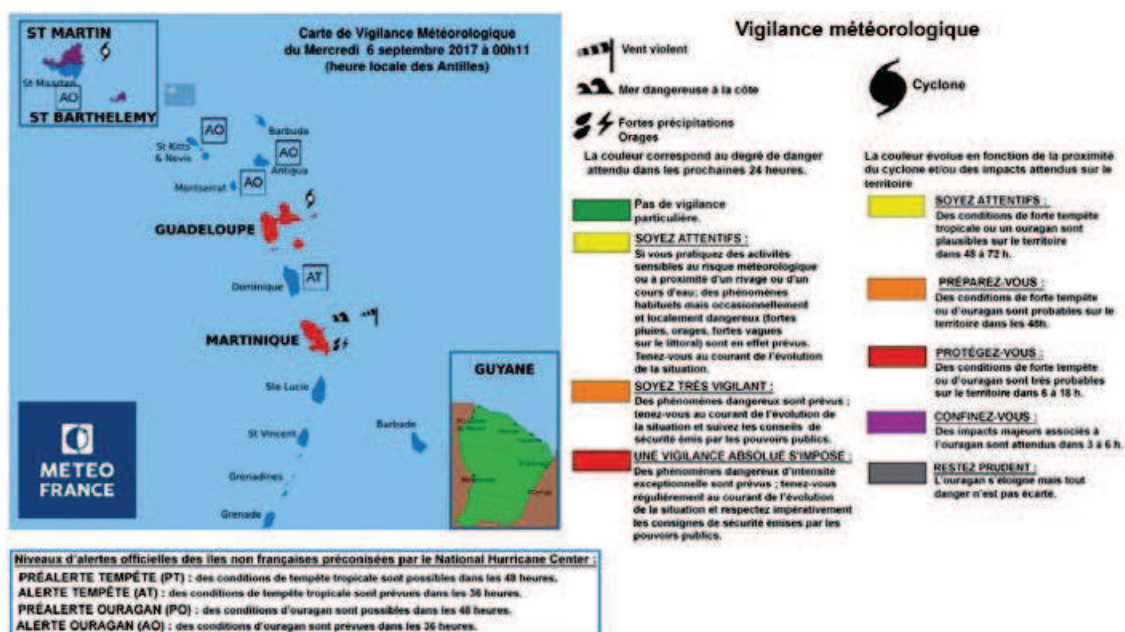 ST MARTIN
St Maarten
AO
ST BARTHELEMY
Carte de Vigilance Météorologique
du Mercredi 6 septembre 2017 à 00h11
(heure locale des Antilles)
AO
St Kitts
& Nevis
Barbuda
AO
Antigua
Montserrat
AO
GUADELOUPE
Dominique
AT
MARTINIQUE
Ste Lucie
St Vincent
Barbade
Grenadines
Grenade
GUYANE
METEO
FRANCE
Vigilance météorologique
Vent violent
Mer dangereuse à la côte
Fortes précipitations
Orages
La couleur correspond au degré de danger
attendu dans les prochaines 24 heures.
Pas de vigilance
particulière.
SOYEZ ATTENTIFS :
Si vous pratiquez des activités
sensibles au risque météorologique
ou à proximité d'un rivage ou d'un
cours d'eau; des phénomènes
habituels mais occasionnellement
et localement dangereux (fortes
pluies, orages, fortes vagues
sur le littoral) sont en effet prévus.
Tenez-vous au courant de l'évolution
de la situation.
SOYEZ TRÈS VIGILANT :
Des phénomènes dangereux sont prévus ;
tenez-vous au courant de l'évolution de
la situation et suivez les conseils de
sécurité émis par les pouvoirs publics.
UNE VIGILANCE ABSOLUE S'IMPOSE :
Des phénomènes dangereux d'intensité
exceptionnelle sont prévus ; tenez-vous
régulièrement au courant de l'évolution
de la situation et respectez impérativement
les consignes de sécurité émises par les
pouvoirs publics.
Cyclone
La couleur évolue en fonction de la proximité
du cyclone et/ou des impacts attendus sur le
territoire
SOYEZ ATTENTIFS :
Des conditions de forte tempête
tropicale ou un ouragan sont
plausibles sur le territoire
dans 48 à 72 h.
PRÉPAREZ-VOUS :
Des conditions de forte tempête
ou d'ouragan sont probables sur le
territoire dans les 48h.
PROTÉGEZ-VOUS :
Des conditions de forte tempête
ou d'ouragan sont très probables
sur le territoire dans 6 à 18 h.
CONFINEZ-VOUS :
Des impacts majeurs associés à
l'ouragan sont attendus dans 3 à 6 h.
RESTEZ PRUDENT :
L'ouragan s'éloigne mais tout
danger n'est pas écarté.
Niveaux d'alertes officielles des îles non françaises préconisées par le National Hurricane Center :
PRÉALERTE TEMPÊTE (PT) : des conditions de tempête tropicale sont possibles dans les 48 heures.
ALERTE TEMPÊTE (AT) : des conditions de tempête tropicale sont prévues dans les 36 heures.
PRÉALERTE OURAGAN (PO) : des conditions d'ouragan sont possibles dans les 48 heures.
ALERTE OURAGAN (AO) : des conditions d'ouragan sont prévues dans les 36 heures.